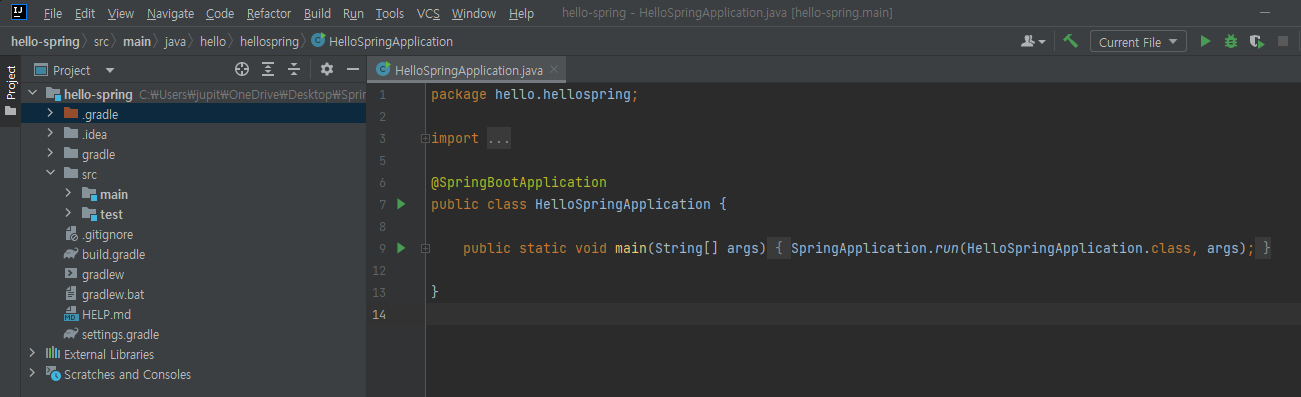 IJ File Edit View Navigate Code Refactor Build Run Tools VCS Window Help hello-spring - HelloSpringApplication.java [hello-spring.main]
hello-spring src main java hello hellospring HelloSpringApplication Current File
Project
Project
HelloSpringApplication.java
hello-spring C:₩Users₩jupit₩OneDrive₩Desktop₩Sprin
.gradle
.idea
gradle
src
main
test
.gitignore
build.gradle
gradlew
gradlew.bat
HELP.md
settings.gradle
External Libraries
Scratches and Consoles
1 package hello.hellospring;
2
3 import ...
5
6 @SpringBootApplication
7 public class HelloSpringApplication {
8
9 public static void main(String[] args) { SpringApplication.run(HelloSpringApplication.class, args); }
12
13 }
14